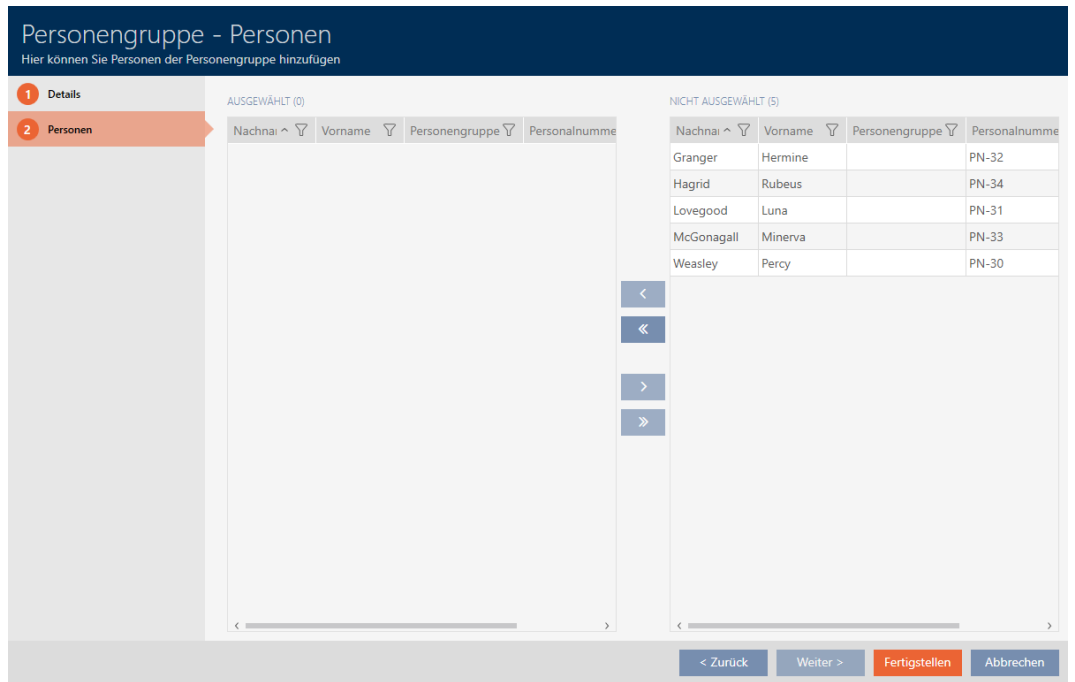 Personengruppe - Personen
Hier können Sie Personen der Personengruppe hinzufügen
1 Details
2 Personen
AUSGEWÄHLT (0)
Nachnai Vorname Personengruppe Personalnumme
NICHT AUSGEWÄHLT (5)
Nachnai Vorname Personengruppe Personalnumme
Granger Hermine PN-32
Hagrid Rubeus PN-34
Lovegood Luna PN-31
McGonagall Minerva PN-33
Weasley Percy PN-30
< Zurück Weiter > Fertigstellen Abbrechen